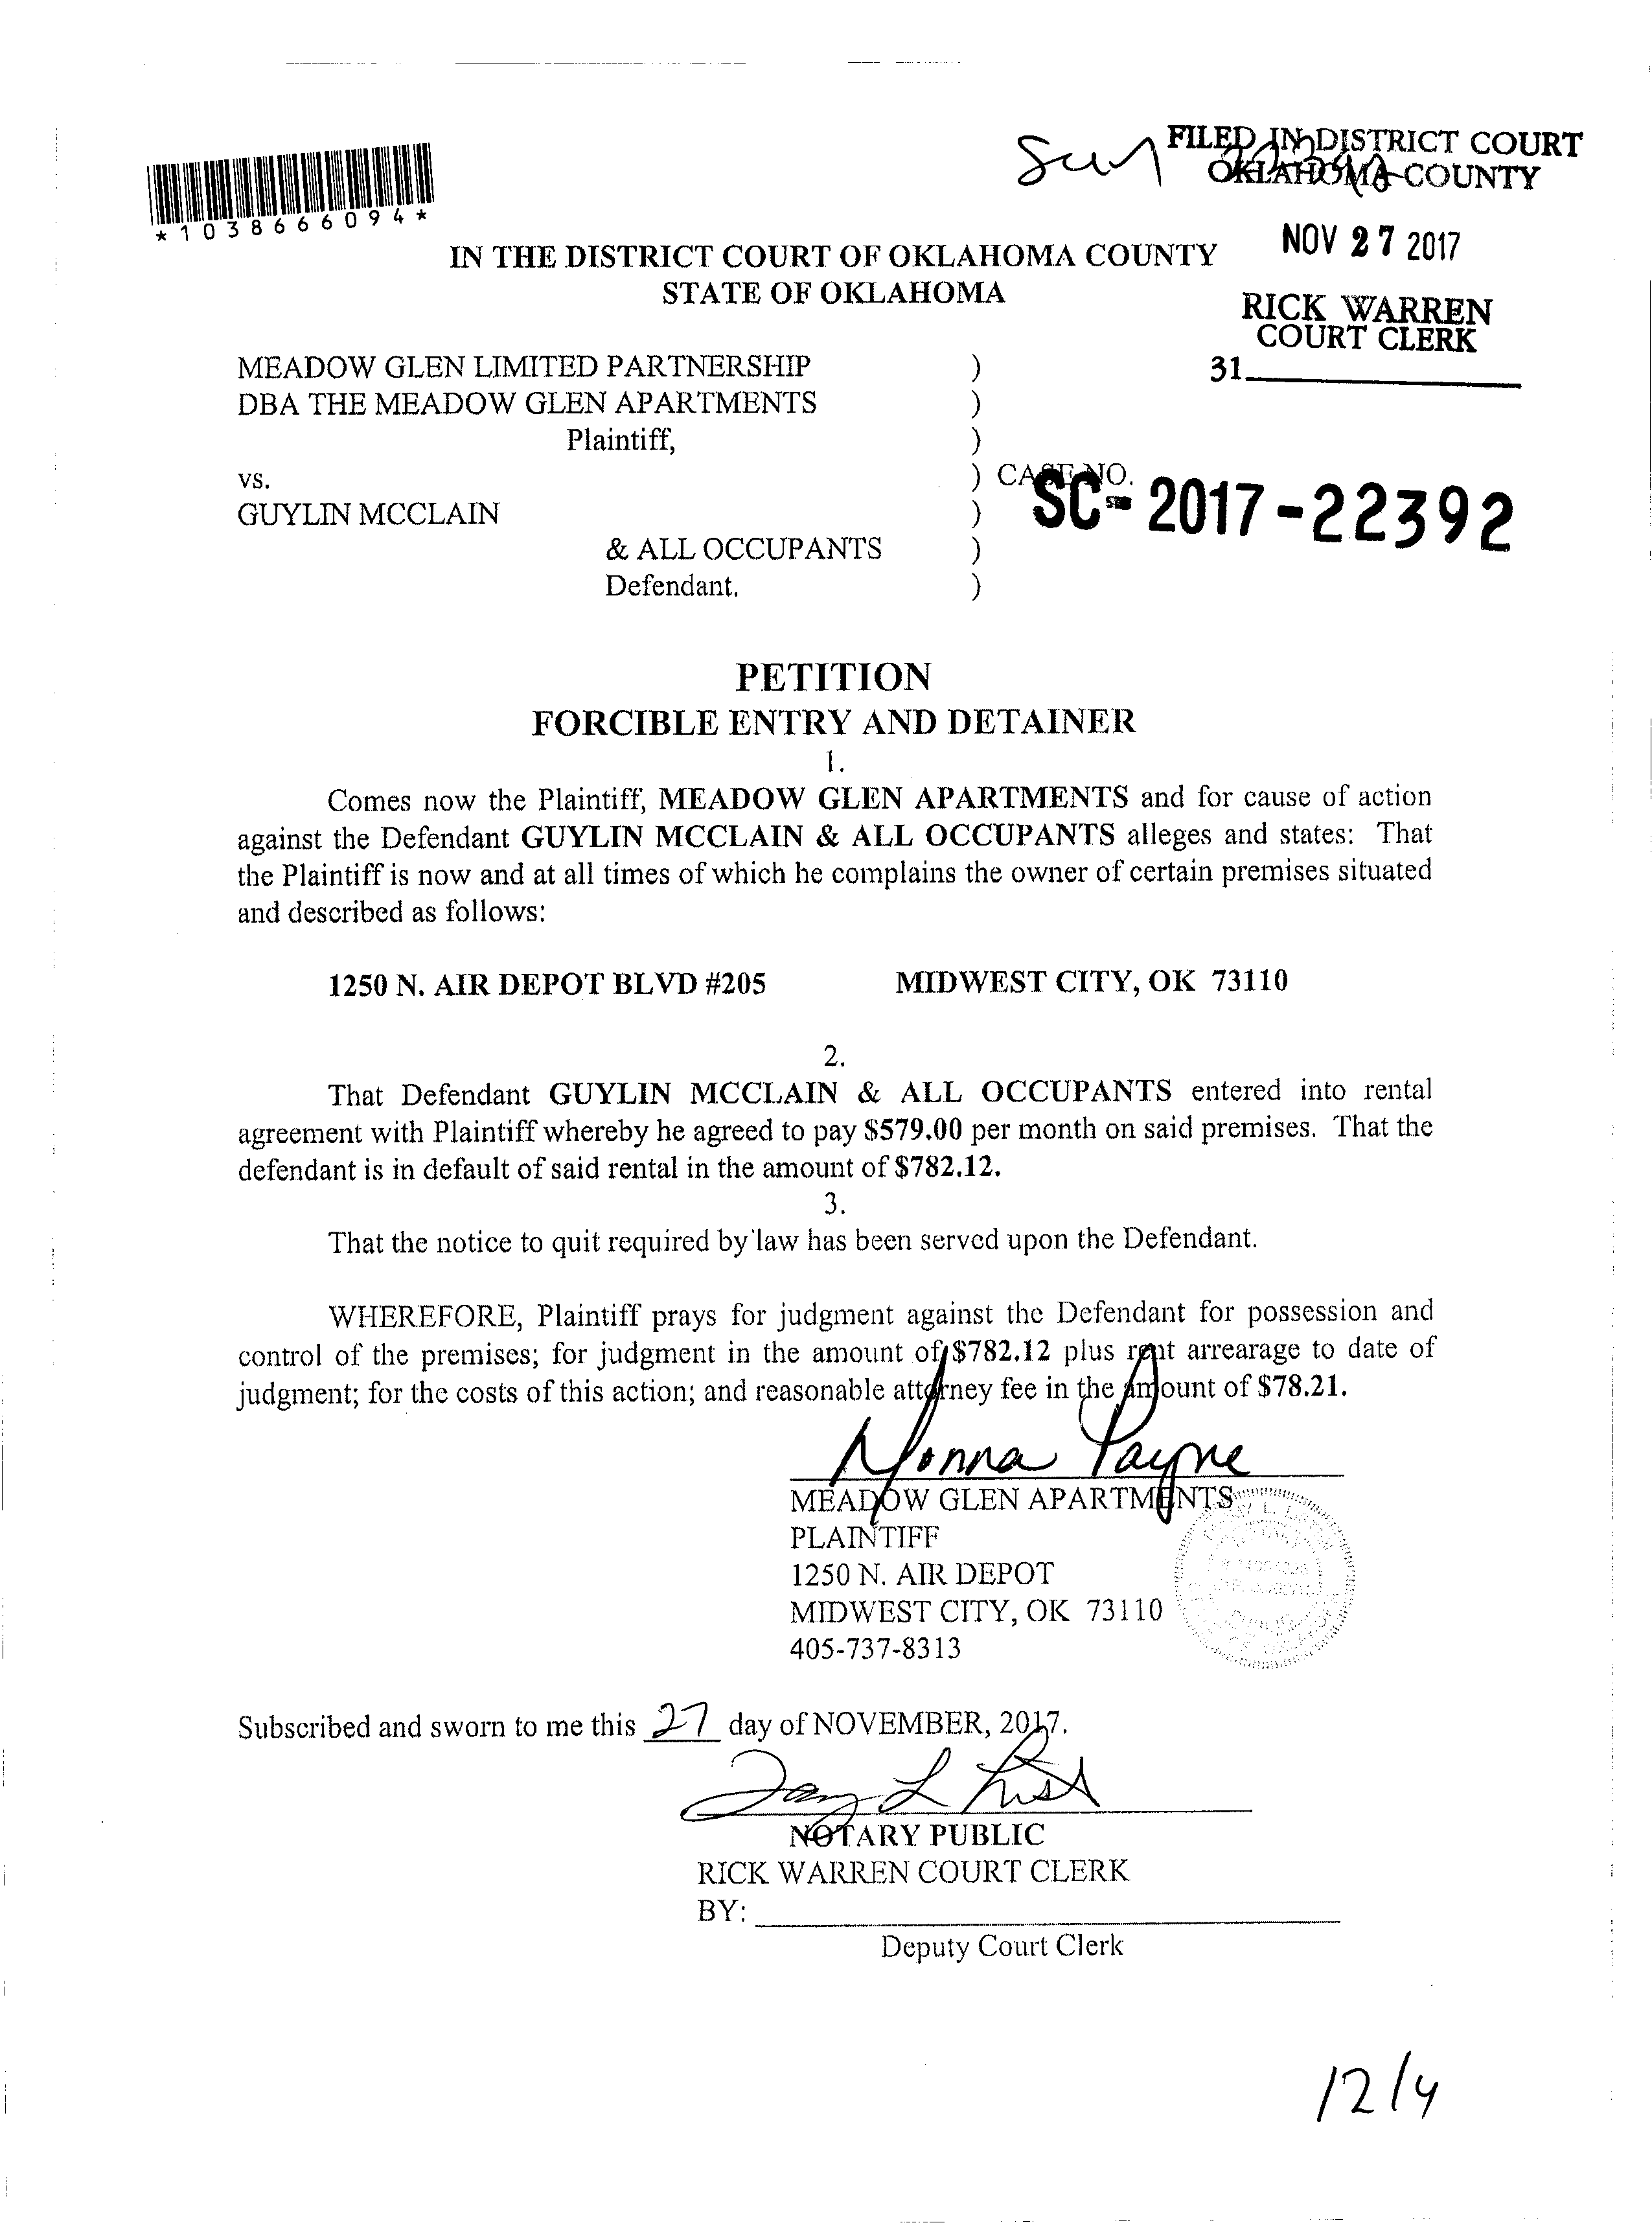 FILED IN DISTRICT COURT
OKLAHOMA COUNTY
*1038666094*
NOV 27 2017
IN THE DISTRICT COURT OF OKLAHOMA COUNTY
STATE OF OKLAHOMA
RICK WARREN
COURT CLERK
31
MEADOW GLEN LIMITED PARTNERSHIP )
DBA THE MEADOW GLEN APARTMENTS )
Plaintiff, )
vs. ) CASE NO.
SC-2017-22392
GUYLIN MCCLAIN )
& ALL OCCUPANTS )
Defendant. )
PETITION
FORCIBLE ENTRY AND DETAINER
1.
Comes now the Plaintiff, MEADOW GLEN APARTMENTS and for cause of action
against the Defendant GUYLIN MCCLAIN & ALL OCCUPANTS alleges and states: That
the Plaintiff is now and at all times of which he complains the owner of certain premises situated
and described as follows:
1250 N. AIR DEPOT BLVD #205 MIDWEST CITY, OK 73110
2.
That Defendant GUYLIN MCCLAIN & ALL OCCUPANTS entered into rental
agreement with Plaintiff whereby he agreed to pay $579.00 per month on said premises. That the
defendant is in default of said rental in the amount of $782.12.
3.
That the notice to quit required by law has been served upon the Defendant.
WHEREFORE, Plaintiff prays for judgment against the Defendant for possession and
control of the premises; for judgment in the amount of $782.12 plus rent arrearage to date of
judgment; for the costs of this action; and reasonable attorney fee in the amount of $78.21.
Nonna Payne
MEADOW GLEN APARTMENTS
PLAINTIFF
1250 N. AIR DEPOT
MIDWEST CITY, OK 73110
405-737-8313
Subscribed and sworn to me this 27 day of NOVEMBER, 2017.
NOTARY PUBLIC
RICK WARREN COURT CLERK
BY:
Deputy Court Clerk
12/4